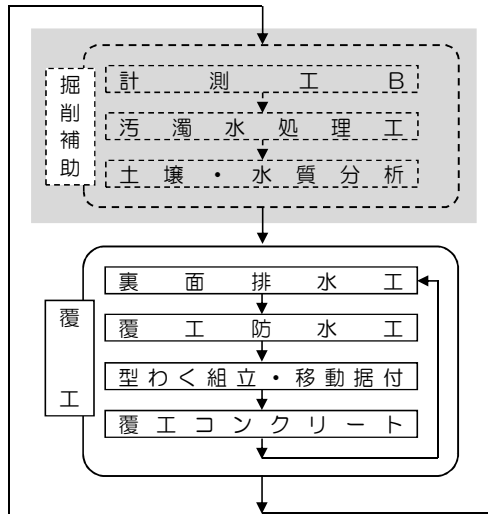 掘削補助
計測工B
汚濁水処理工
土壌・水質分析
覆工
裏面排水工
覆工防水工
型わく組立・移動据付
覆工コンクリート